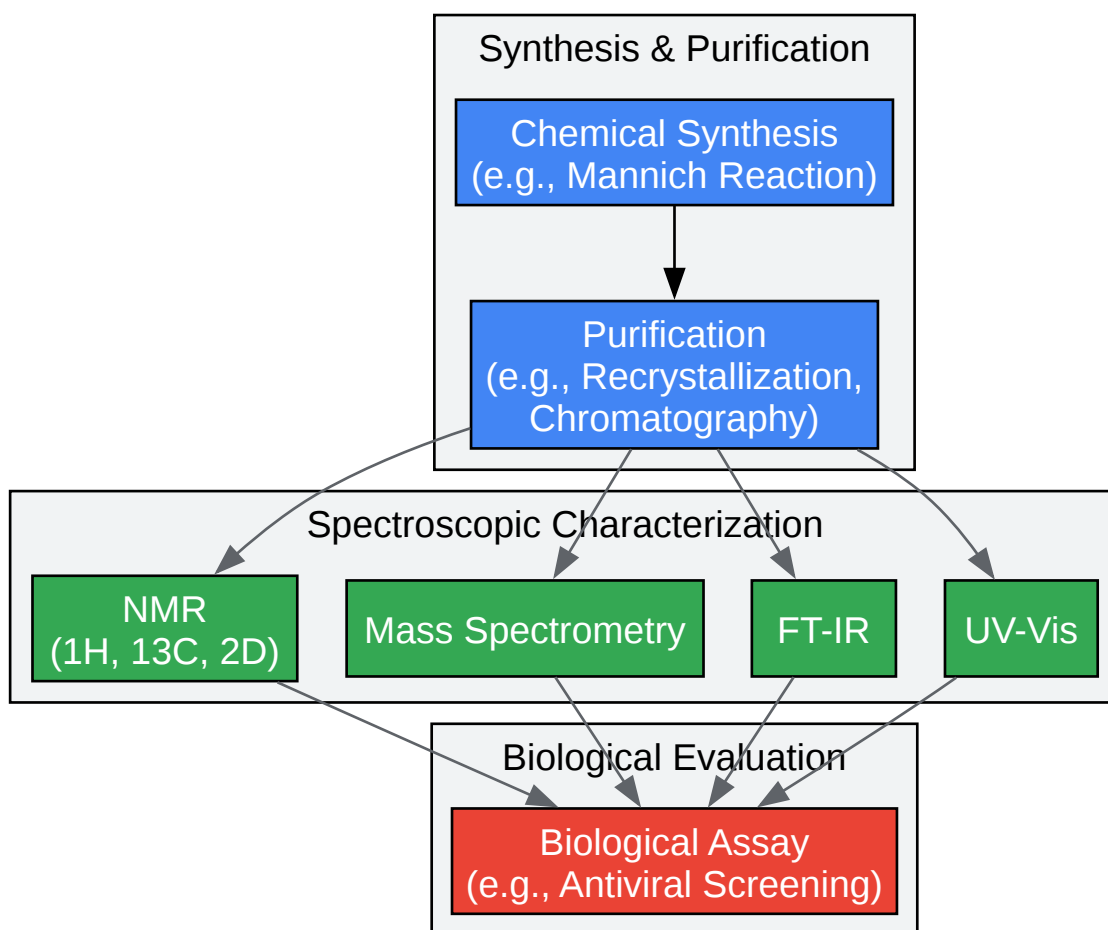 Synthesis & Purification
Chemical Synthesis
(e.g., Mannich Reaction)
Purification
(e.g., Recrystallization,
Chromatography)
Spectroscopic Characterization
NMR
(1H, 13C, 2D)
Mass Spectrometry
FT-IR
UV-Vis
Biological Evaluation
Biological Assay
(e.g., Antiviral Screening)